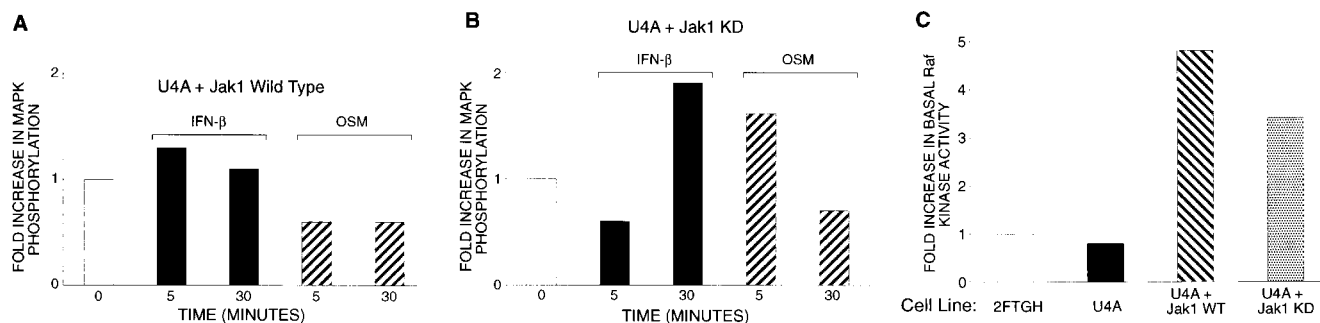 A
U4A + Jak1 Wild Type
IFN-β
OSM
FOLD INCREASE IN MAPK
PHOSPHORYLATION
2
1
0
0
5
30
5
30
TIME (MINUTES)
B
U4A + Jak1 KD
IFN-β
OSM
FOLD INCREASE IN MAPK
PHOSPHORYLATION
2
1
0
0
5
30
5
30
TIME (MINUTES)
C
FOLD INCREASE IN BASAL Raf
KINASE ACTIVITY
5
4
3
2
1
0
Cell Line:
2FTGH
U4A
U4A +
Jak1 WT
U4A +
Jak1 KD